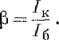 β = Iк / Iб.